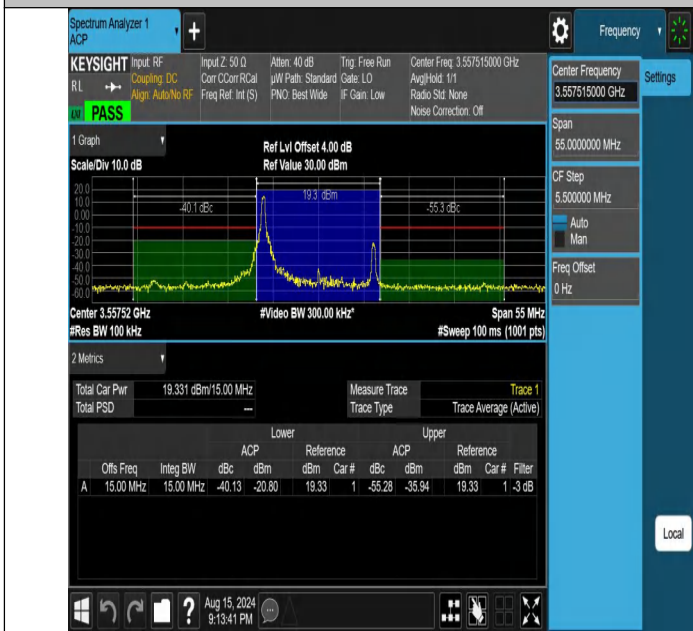 Spectrum Analyzer 1
ACP
+
Frequency
KEYSIGHT
RL
PASS
Input: RF
Coupling: DC
Align: Auto/No RF
Input Z: 50 Ω
Corr CCorr RCal
Freq Ref: Int (S)
Atten: 40 dB
µW Path: Standard
PNO: Best Wide
Trig: Free Run
Gate: LO
IF Gain: Low
Center Freq: 3.557515000 GHz
Avg|Hold: 1/1
Radio Std: None
Noise Correction: Off
Center Frequency
3.557515000 GHz
Settings
Span
55.0000000 MHz
CF Step
5.500000 MHz
Auto
Man
Freq Offset
0 Hz
1 Graph
Scale/Div 10.0 dB
Ref Lvl Offset 4.00 dB
Ref Value 30.00 dBm
20.0
10.0
0.00
-10.0
-20.0
-30.0
-40.0
-50.0
-60.0
-40.1 dBc
19.3 dBm
-55.3 dBc
Center 3.55752 GHz
#Video BW 300.00 kHz*
Span 55 MHz
#Res BW 100 kHz
#Sweep 100 ms (1001 pts)
2 Metrics
Total Car Pwr 19.331 dBm/15.00 MHz
Total PSD ---
Measure Trace Trace 1
Trace Type Trace Average (Active)
Lower Upper
ACP Reference ACP Reference
Offs Freq Integ BW dBc dBm dBm Car # dBc dBm dBm Car # Filter
A 15.00 MHz 15.00 MHz -40.13 -20.80 19.33 1 -55.28 -35.94 19.33 1 -3 dB
Local
?
Aug 15, 2024
9:13:41 PM